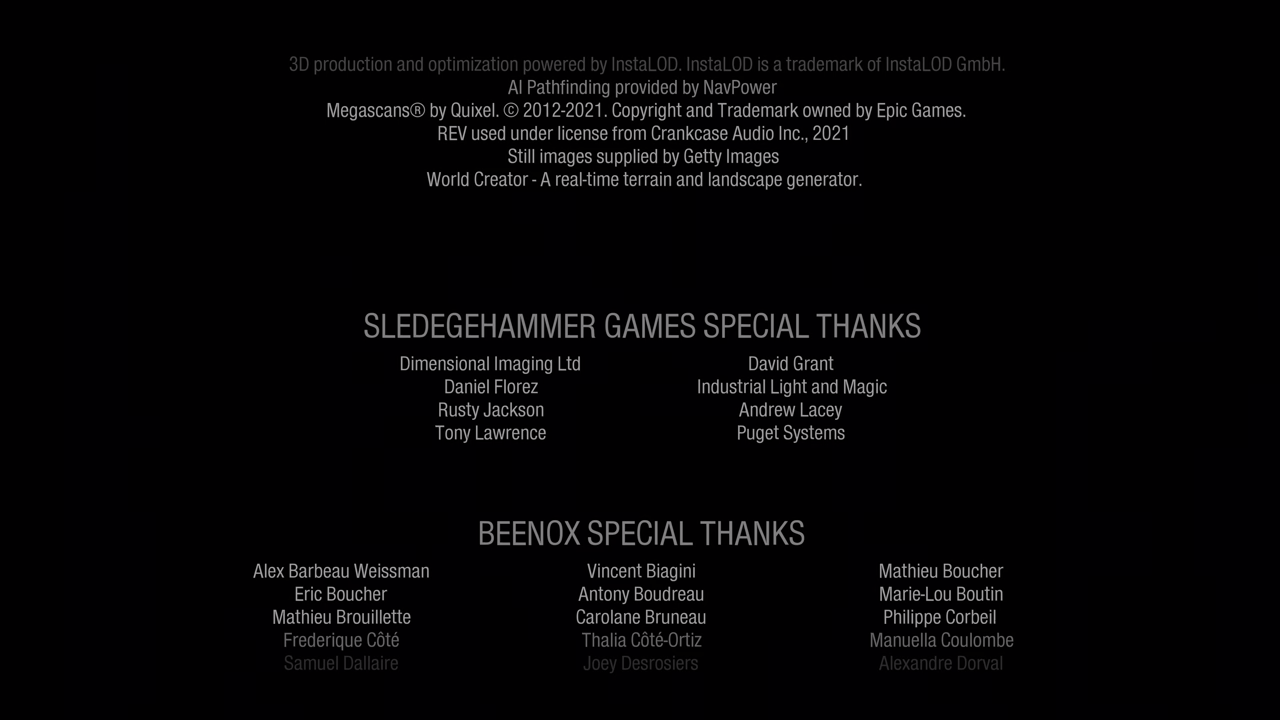 3D production and optimization powered by InstaLOD. InstaLOD is a trademark of InstaLOD GmbH.
AI Pathfinding provided by NavPower
Megascans® by Quixel. © 2012-2021. Copyright and Trademark owned by Epic Games.
REV used under license from Crankcase Audio Inc., 2021
Still images supplied by Getty Images
World Creator - A real-time terrain and landscape generator.
SLEDEGEHAMMER GAMES SPECIAL THANKS
Dimensional Imaging Ltd David Grant
Daniel Florez Industrial Light and Magic
Rusty Jackson Andrew Lacey
Tony Lawrence Puget Systems
BEENOX SPECIAL THANKS
Alex Barbeau Weissman Vincent Biagini Mathieu Boucher
Eric Boucher Antony Boudreau Marie-Lou Boutin
Mathieu Brouillette Carolane Bruneau Philippe Corbeil
Frederique Côté Thalia Côté-Ortiz Manuella Coulombe
Samuel Dallaire Joey Desrosiers Alexandre Dorval